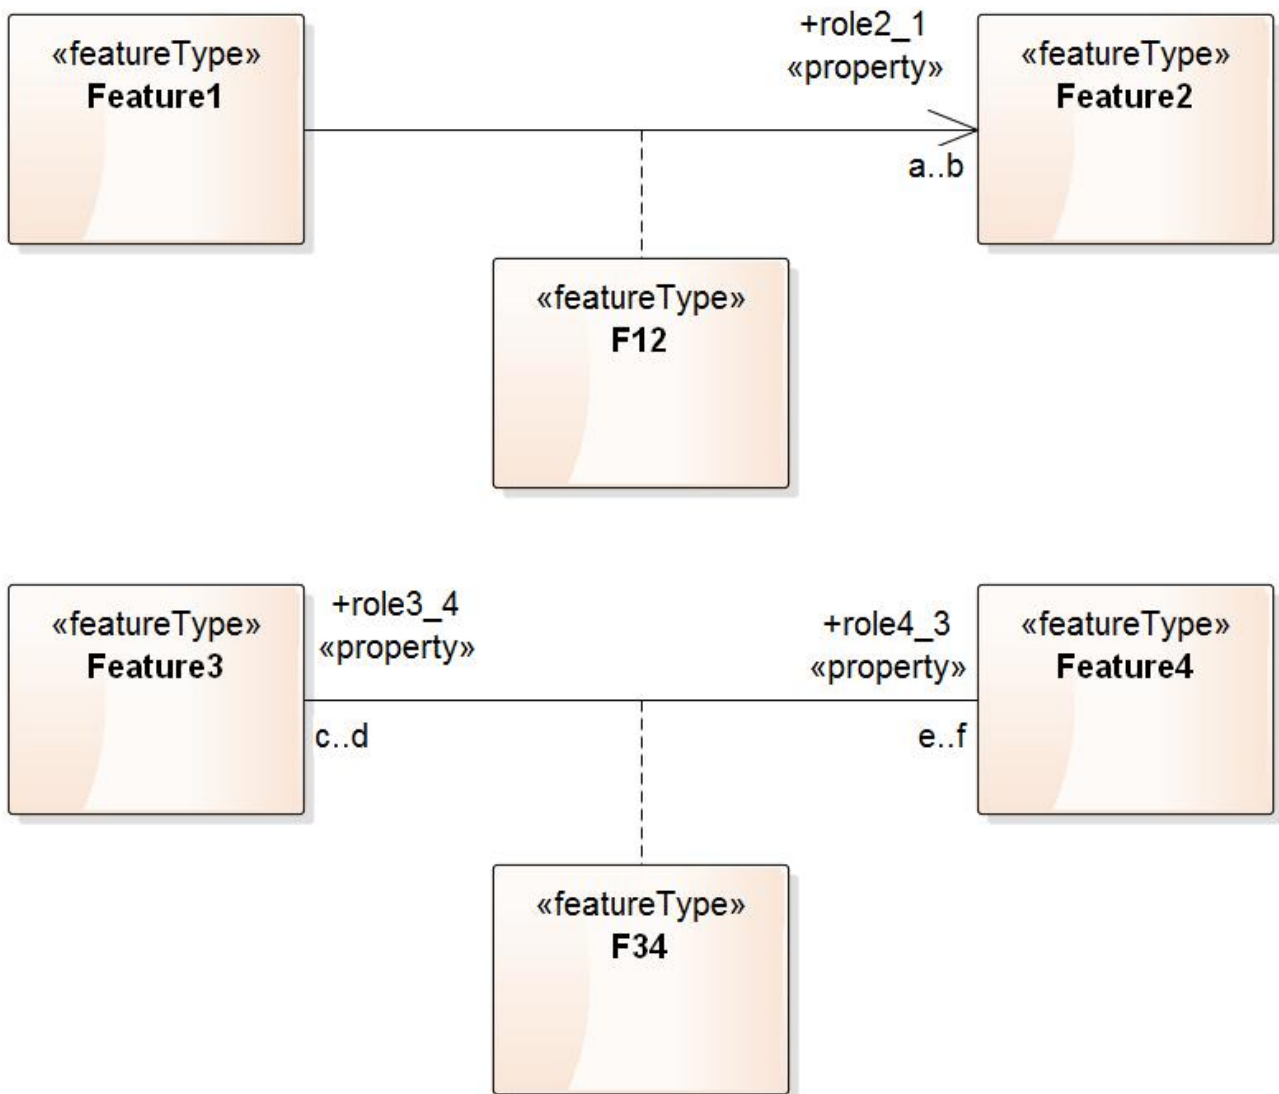 +role2_1
«property»
«featureType»
Feature1
«featureType»
Feature2
a..b
«featureType»
F12
+role3_4
«property»
+role4_3
«property»
«featureType»
Feature3
«featureType»
Feature4
c..d
e..f
«featureType»
F34